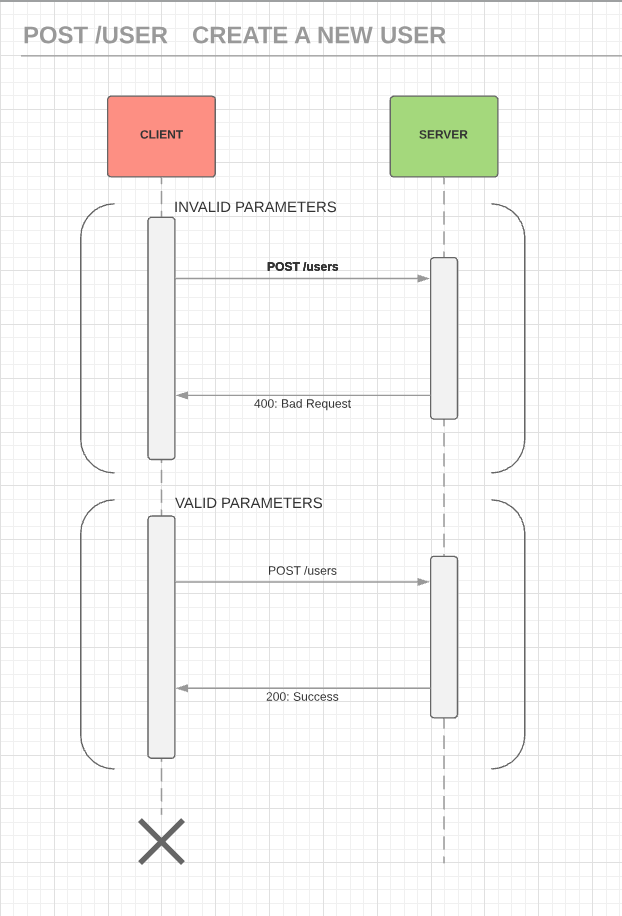 POST /USER CREATE A NEW USER
CLIENT
SERVER
INVALID PARAMETERS
POST /users
400: Bad Request
VALID PARAMETERS
POST /users
200: Success